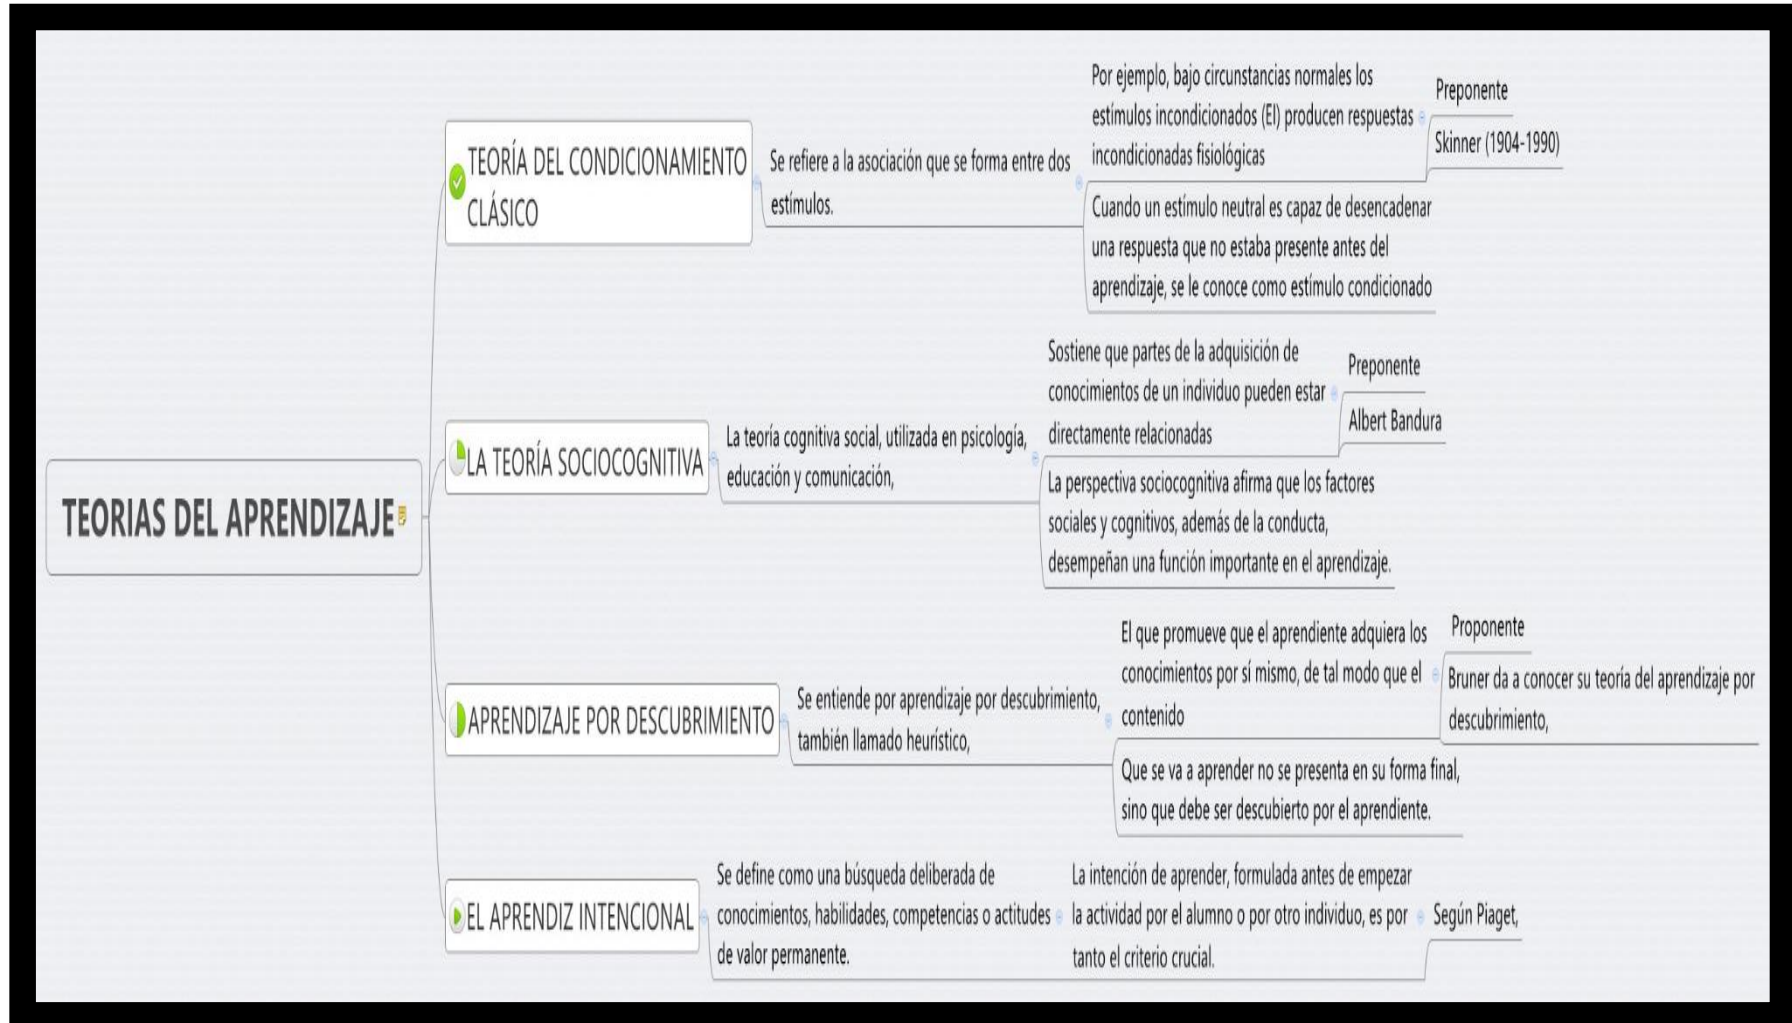 TEORIAS DEL APRENDIZAJE
TEORÍA DEL CONDICIONAMIENTO
CLÁSICO
Se refiere a la asociación que se forma entre dos
estímulos.
Por ejemplo, bajo circunstancias normales los
estímulos incondicionados (EI) producen respuestas
incondicionadas fisiológicas
Preponente
Skinner (1904-1990)
Cuando un estímulo neutral es capaz de desencadenar
una respuesta que no estaba presente antes del
aprendizaje, se le conoce como estímulo condicionado
LA TEORÍA SOCIOCOGNITIVA
La teoría cognitiva social, utilizada en psicología,
educación y comunicación,
Sostiene que partes de la adquisición de
conocimientos de un individuo pueden estar
directamente relacionadas
Preponente
Albert Bandura
La perspectiva sociocognitiva afirma que los factores
sociales y cognitivos, además de la conducta,
desempeñan una función importante en el aprendizaje.
APRENDIZAJE POR DESCUBRIMIENTO
Se entiende por aprendizaje por descubrimiento,
también llamado heurístico,
El que promueve que el aprendiente adquiera los
conocimientos por sí mismo, de tal modo que el
contenido
Proponente
Bruner da a conocer su teoría del aprendizaje por
descubrimiento,
Que se va a aprender no se presenta en su forma final,
sino que debe ser descubierto por el aprendiente.
EL APRENDIZ INTENCIONAL
Se define como una búsqueda deliberada de
conocimientos, habilidades, competencias o actitudes
de valor permanente.
La intención de aprender, formulada antes de empezar
la actividad por el alumno o por otro individuo, es por
tanto el criterio crucial.
Según Piaget,